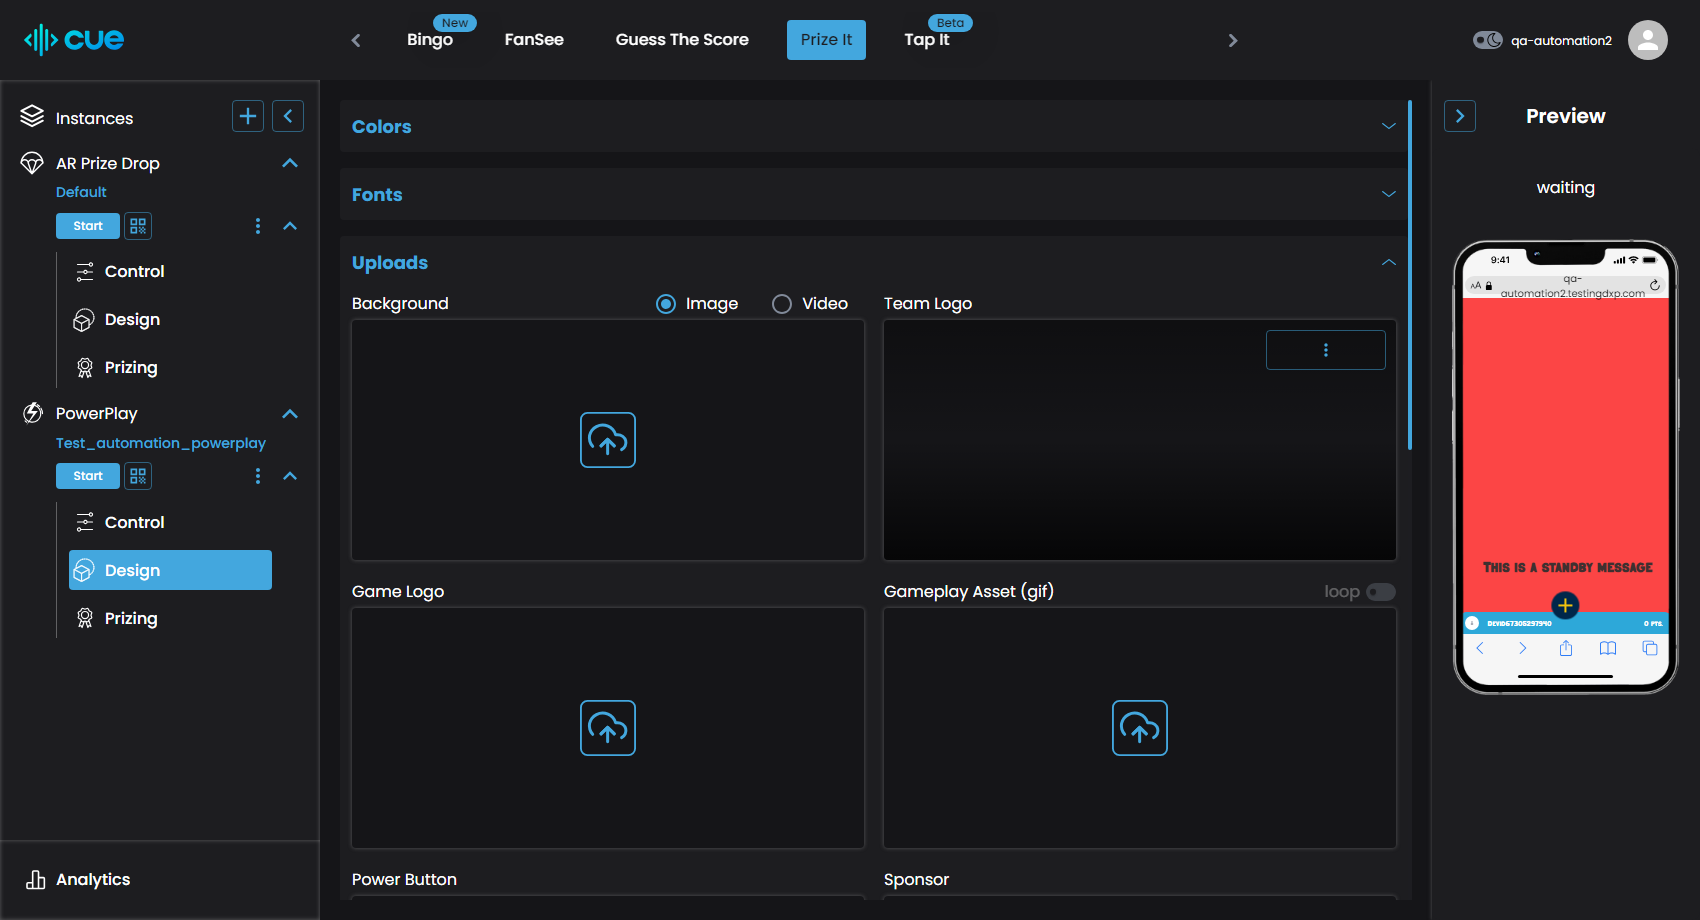 cue
Bingo
New
FanSee
Guess The Score
Prize It
Tap It
Beta
qa-automation2
Instances
AR Prize Drop
Default
Start
Control
Design
Prizing
PowerPlay
Test_automation_powerplay
Start
Control
Design
Prizing
Analytics
Colors
Fonts
Uploads
Background
Image
Video
Team Logo
Game Logo
Gameplay Asset (gif)
loop
Power Button
Sponsor
Preview
waiting
9:41
AA
qa-
automation2.testingdxp.com
This is a standby message
0 PTS.